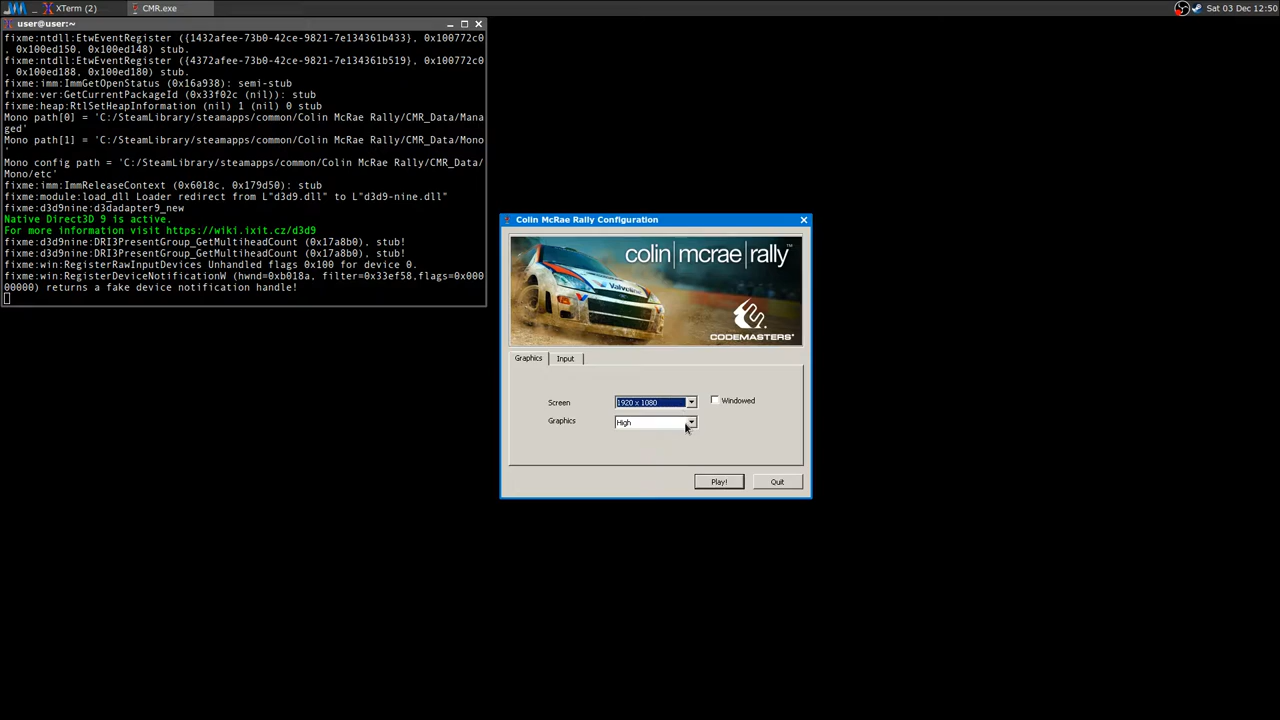 XTerm (2)
CMR.exe
Sat 03 Dec 12:50
user@user:~
fixme:ntdll:EtwEventRegister ({1432afee-73b0-42ce-9821-7e134361b433}, 0x100772c0
, 0x100ed150, 0x100ed148) stub.
fixme:ntdll:EtwEventRegister ({4372afee-73b0-42ce-9821-7e134361b519}, 0x100772c0
, 0x100ed188, 0x100ed180) stub.
fixme:imm:ImmGetOpenStatus (0x16a938): semi-stub
fixme:ver:GetCurrentPackageId (0x33f02c (nil)): stub
fixme:heap:RtlSetHeapInformation (nil) 1 (nil) 0 stub
Mono path[0] = 'C:/SteamLibrary/steamapps/common/Colin McRae Rally/CMR_Data/Mana
ged'
Mono path[1] = 'C:/SteamLibrary/steamapps/common/Colin McRae Rally/CMR_Data/Mono
'
Mono config path = 'C:/SteamLibrary/steamapps/common/Colin McRae Rally/CMR_Data/
Mono/etc'
fixme:imm:ImmReleaseContext (0x6018c, 0x179d50): stub
fixme:module:load_dll Loader redirect from L"d3d9.dll" to L"d3d9-nine.dll"
fixme:d3d9nine:d3dadapter9_new
Native Direct3D 9 is active.
For more information visit https://wiki.ixit.cz/d3d9
fixme:d3d9nine:DRI3PresentGroup_GetMultiheadCount (0x17a8b0), stub!
fixme:d3d9nine:DRI3PresentGroup_GetMultiheadCount (0x17a8b0), stub!
fixme:win:RegisterRawInputDevices Unhandled flags 0x100 for device 0.
fixme:win:RegisterDeviceNotificationW (hwnd=0xb018a, filter=0x33ef58,flags=0x000
00000) returns a fake device notification handle!
Colin McRae Rally Configuration
colin|mcrae|rally™
Valvoline
CODEMASTERS®
Graphics
Input
Screen
1920 x 1080
Windowed
Graphics
High
Play!
Quit